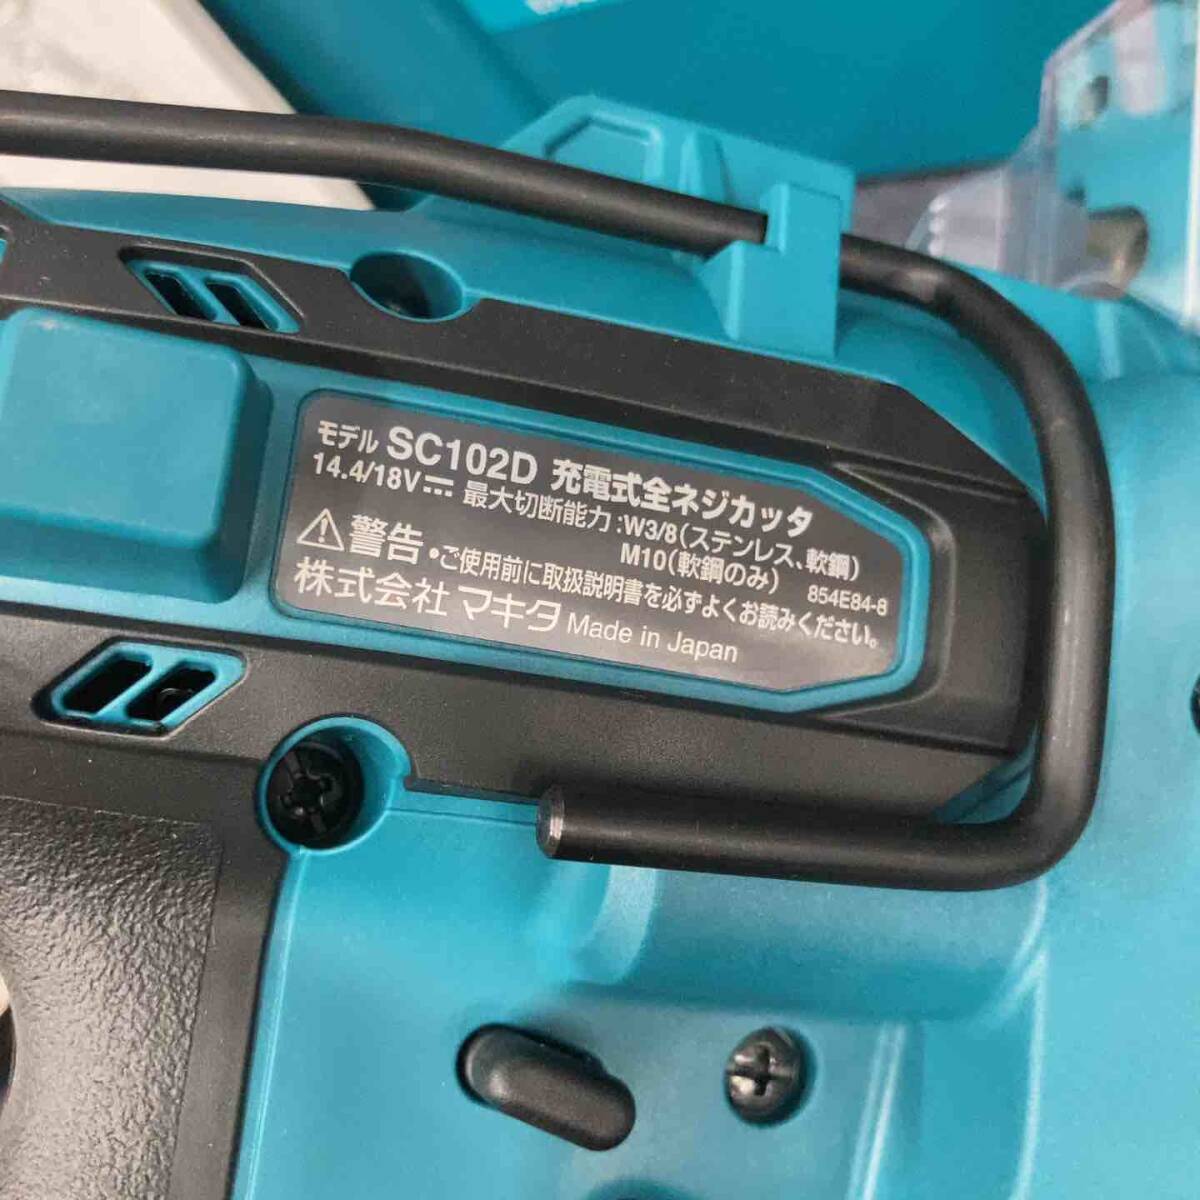 モデル SC102D 充電式全ネジカッタ
14.4/18V⎓ 最大切断能力:W3/8(ステンレス、軟鋼)
M10(軟鋼のみ) 854E84-8
⚠警告 •ご使用前に取扱説明書を必ずよくお読みください。
株式会社 マキタ Made in Japan